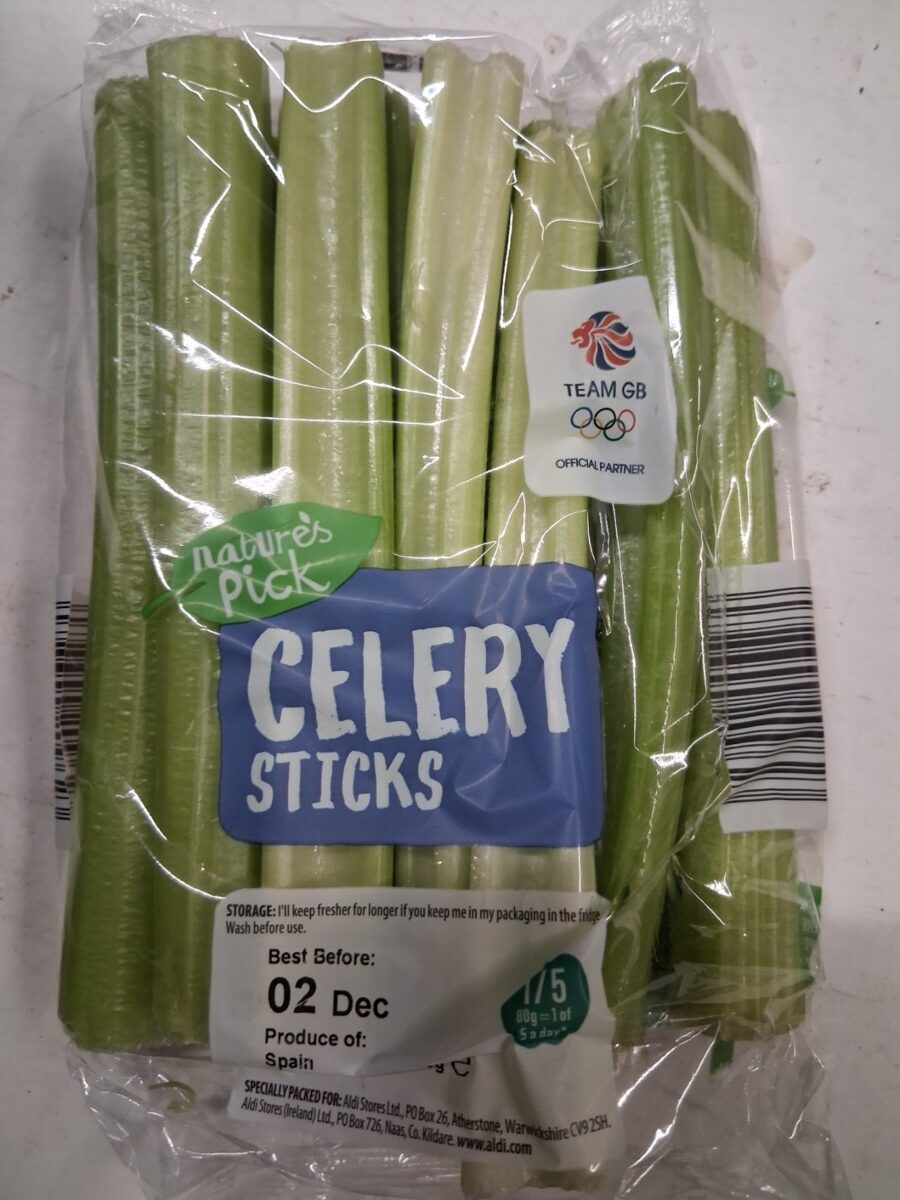 TEAM GB
OFFICIAL PARTNER
nature's
pick
CELERY
STICKS
STORAGE: I'll keep fresher for longer if you keep me in my packaging in the fridge
Wash before use.
Best Before:
02 Dec
1/5
80g=1 of
5 a day*
Produce of:
Spain
g e
SPECIALLY PACKED FOR: Aldi Stores Ltd., PO Box 26, Atherstone, Warwickshire CV9 2SH.
Aldi Stores (Ireland) Ltd., PO Box 726, Naas, Co. Kildare. www.aldi.com